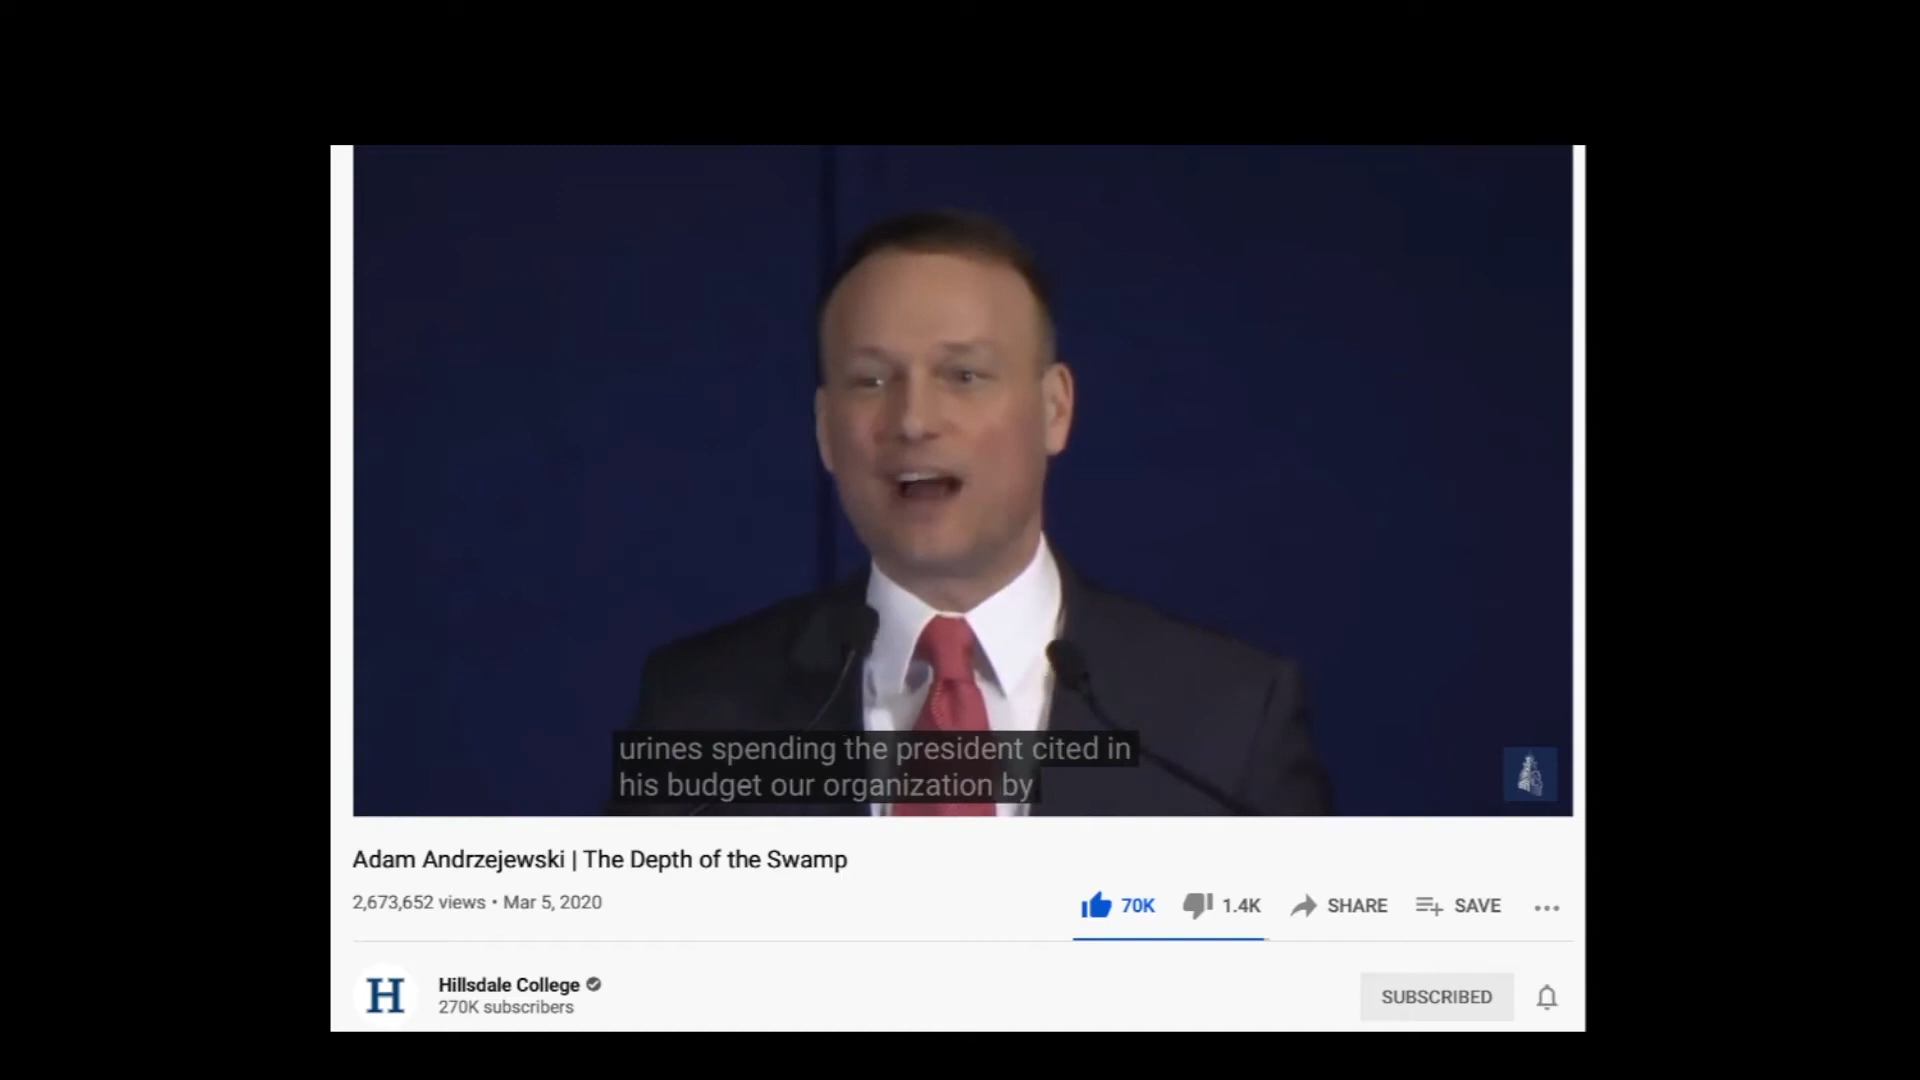 urines spending the president cited in
his budget our organization by
Adam Andrzejewski | The Depth of the Swamp
2,673,652 views • Mar 5, 2020
70K 1.4K SHARE SAVE
H
Hillsdale College
270K subscribers
SUBSCRIBED